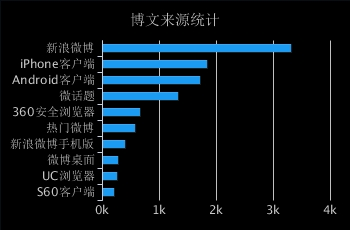 博文来源统计
新浪微博
iPhone客户端
Android客户端
微话题
360安全浏览器
热门微博
新浪微博手机版
微博桌面
UC浏览器
S60客户端
0k 1k 2k 3k 4k